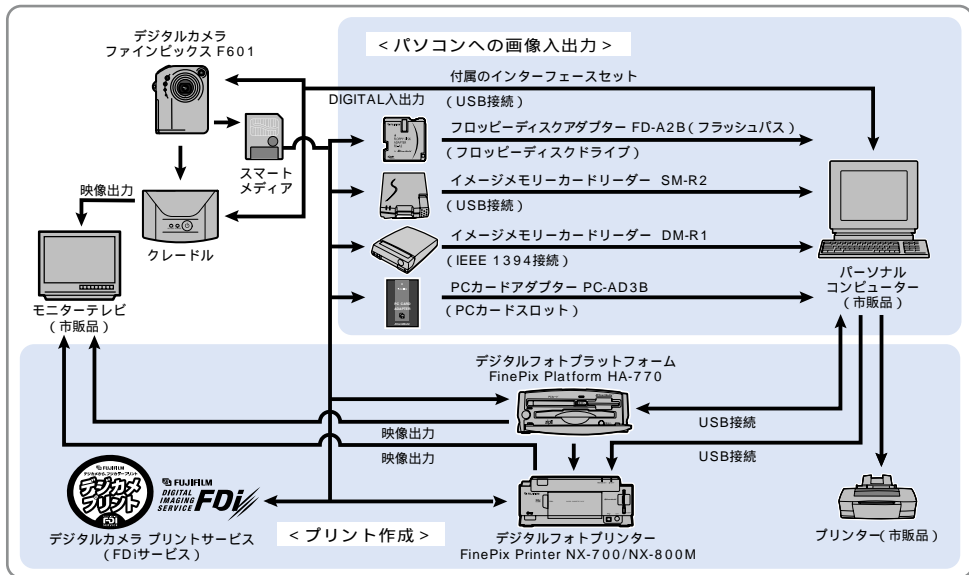 デジタルカメラ
ファインピックス F601
＜パソコンへの画像入出力＞
付属のインターフェースセット
（USB接続）
DIGITAL入出力
フロッピーディスクアダプター FD-A2B（フラッシュパス）
（フロッピーディスクドライブ）
スマート
メディア
映像出力
イメージメモリーカードリーダー SM-R2
（USB接続）
クレードル
イメージメモリーカードリーダー DM-R1
（IEEE 1394接続）
パーソナル
コンピューター
（市販品）
PC CARD
ADAPTER
PCカードアダプター PC-AD3B
（PCカードスロット）
モニターテレビ
（市販品）
デジタルフォトプラットフォーム
FinePix Platform HA-770
USB接続
映像出力
映像出力
USB接続
FUJIFILM
デジカメ
プリント
FDi
FUJIFILM
DIGITAL
IMAGING
SERVICE
FDi
デジタルカメラ プリントサービス
（FDiサービス）
＜プリント作成＞
デジタルフォトプリンター
FinePix Printer NX-700/NX-800M
プリンター（市販品）